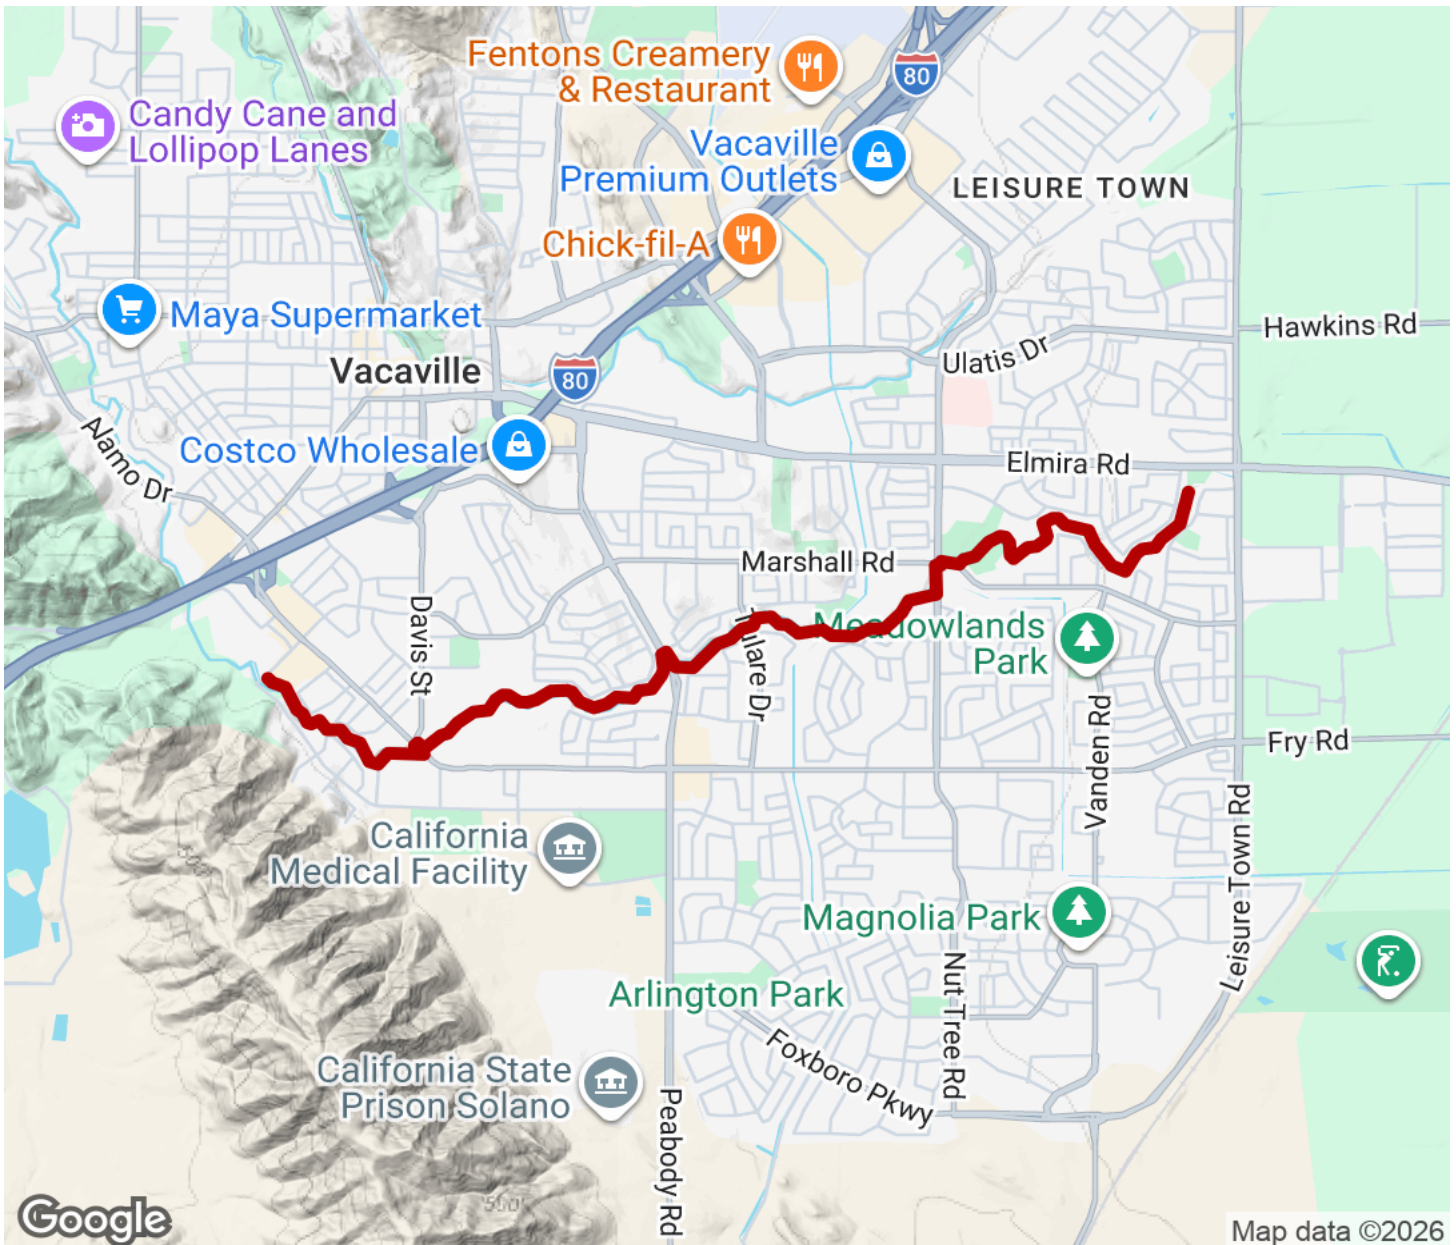 Fentons Creamery
& Restaurant
80
Candy Cane and
Lollipop Lanes
Vacaville
Premium Outlets
LEISURE TOWN
Chick-fil-A
Maya Supermarket
Hawkins Rd
Ulatis Dr
Vacaville
80
Alamo Dr
Costco Wholesale
Elmira Rd
Marshall Rd
Davis St
Tulare Dr
Meadowlands
Park
Vanden Rd
Fry Rd
Leisure Town Rd
California
Medical Facility
Magnolia Park
Nut Tree Rd
Arlington Park
Foxboro Pkwy
California State
Prison Solano
Peabody Rd
Google
Map data ©2026